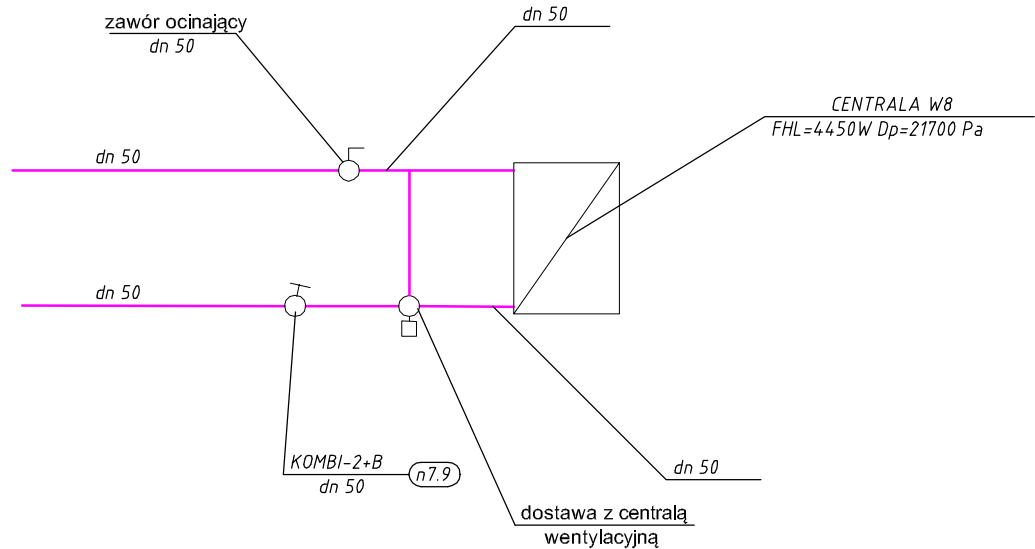 zawór ocinający
dn 50
dn 50
CENTRALA W8
FHL=4450W Dp=21700 Pa
dn 50
dn 50
KOMBI-2+B
n7.9
dn 50
dn 50
dostawa z centralą
wentylacyjną